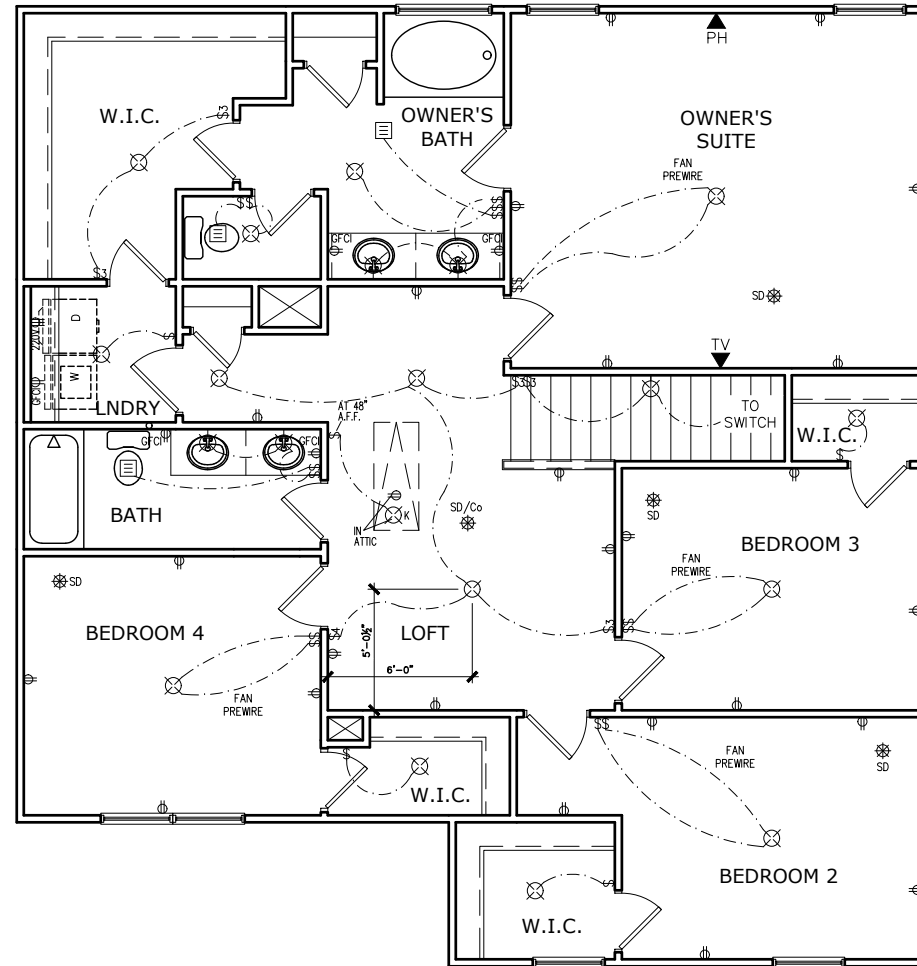 PH
W.I.C.
$3
OWNER'S
BATH
OWNER'S
SUITE
FAN
PREWIRE
$$
$$$
GFCI
GFCI
$3
$$
SD
220V
D
$
GFCI
W
LNDRY
TV
AT 48"
A.F.F.
$3$3
TO
SWITCH
W.I.C.
$
GFCI
GFCI
$
$$
BATH
K
IN
ATTIC
SD/Co
SD
BEDROOM 3
FAN
PREWIRE
SD
BEDROOM 4
$$
$4
LOFT
$3
$$
5'-0½"
6'-0"
FAN
PREWIRE
$$
FAN
PREWIRE
SD
$
W.I.C.
BEDROOM 2
$
W.I.C.